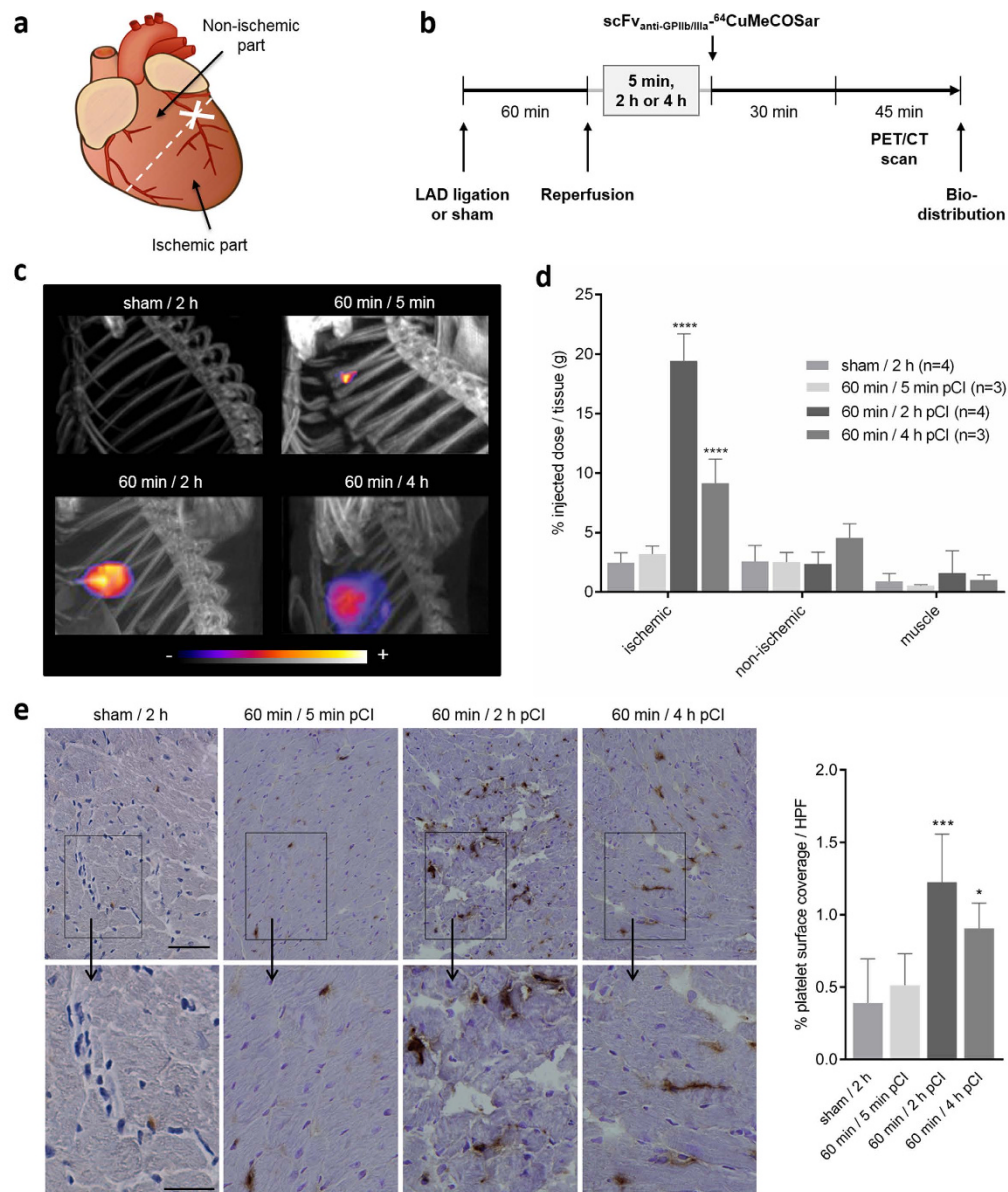 a
Non-ischemic
part
Ischemic part
b
scFvanti-GPIIb/IIIa-64CuMeCOSar
5 min,
2 h or 4 h
60 min
30 min
45 min
PET/CT
scan
LAD ligation
or sham
Reperfusion
Bio-
distribution
c
sham / 2 h
60 min / 5 min
60 min / 2 h
60 min / 4 h
-
+
d
% injected dose / tissue (g)
25
20
15
10
5
0
****
****
sham / 2 h (n=4)
60 min / 5 min pCI (n=3)
60 min / 2 h pCI (n=4)
60 min / 4 h pCI (n=3)
ischemic
non-ischemic
muscle
e
sham / 2 h
60 min / 5 min pCI
60 min / 2 h pCI
60 min / 4 h pCI
% platelet surface coverage / HPF
2.0
1.5
1.0
0.5
0.0
***
*
sham / 2 h
60 min / 5 min pCI
60 min / 2 h pCI
60 min / 4 h pCI